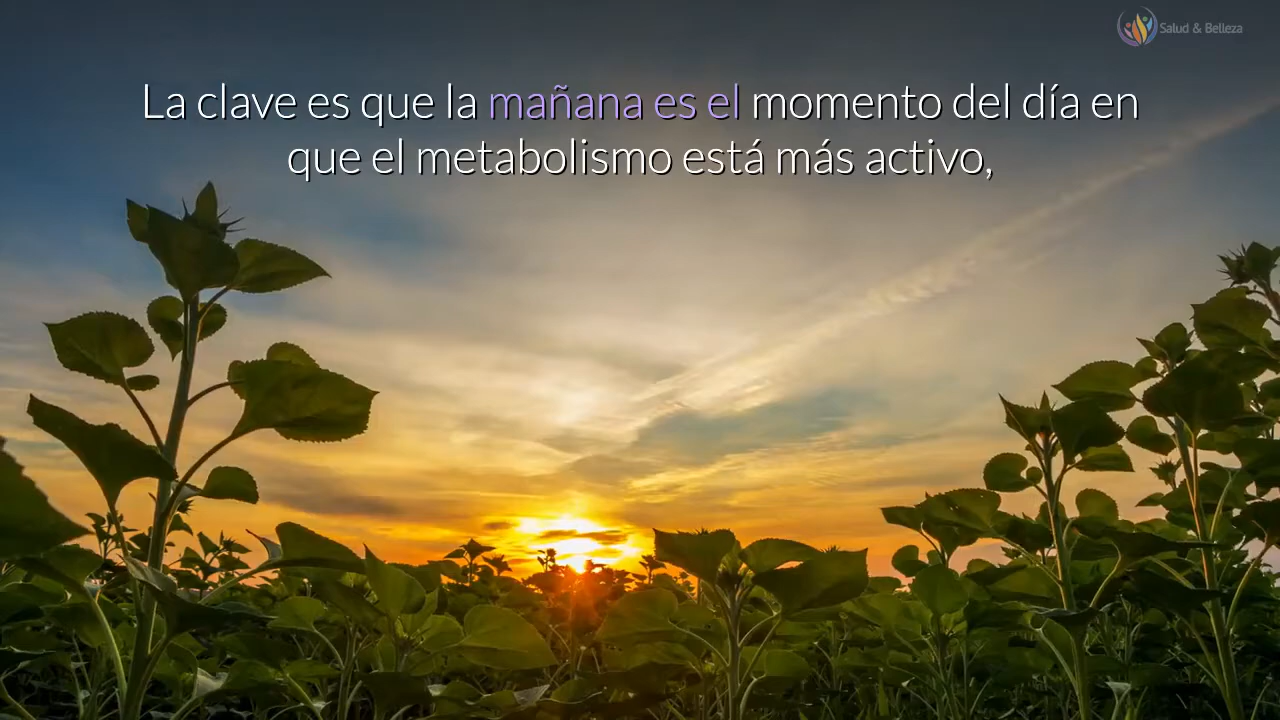 Salud & Belleza
La clave es que la mañana es el momento del día en
que el metabolismo está más activo,